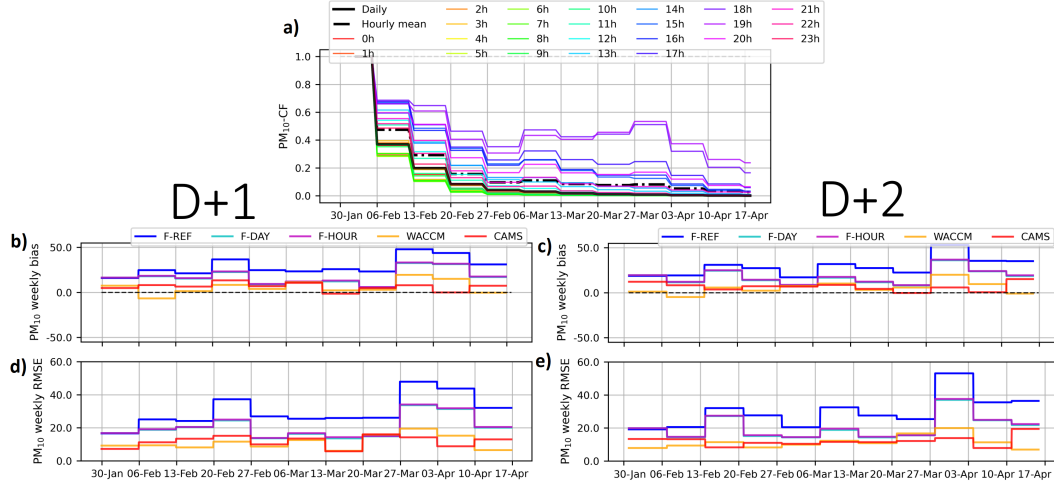 a)
Daily 2h 6h 10h 14h 18h 21h
Hourly mean 3h 7h 11h 15h 19h 22h
0h 4h 8h 12h 16h 20h 23h
1h 5h 9h 13h 17h
PM10-CF
1.0
0.8
0.6
0.4
0.2
0.0
30-Jan 06-Feb 13-Feb 20-Feb 27-Feb 06-Mar 13-Mar 20-Mar 27-Mar 03-Apr 10-Apr 17-Apr
D+1
D+2
b)
F-REF F-DAY F-HOUR WACCM CAMS
PM10 weekly bias
50.0
0.0
-50.0
c)
F-REF F-DAY F-HOUR WACCM CAMS
PM10 weekly bias
50.0
0.0
-50.0
d)
PM10 weekly RMSE
60.0
40.0
20.0
0.0
30-Jan 06-Feb 13-Feb 20-Feb 27-Feb 06-Mar 13-Mar 20-Mar 27-Mar 03-Apr 10-Apr 17-Apr
e)
PM10 weekly RMSE
60.0
40.0
20.0
0.0
30-Jan 06-Feb 13-Feb 20-Feb 27-Feb 06-Mar 13-Mar 20-Mar 27-Mar 03-Apr 10-Apr 17-Apr